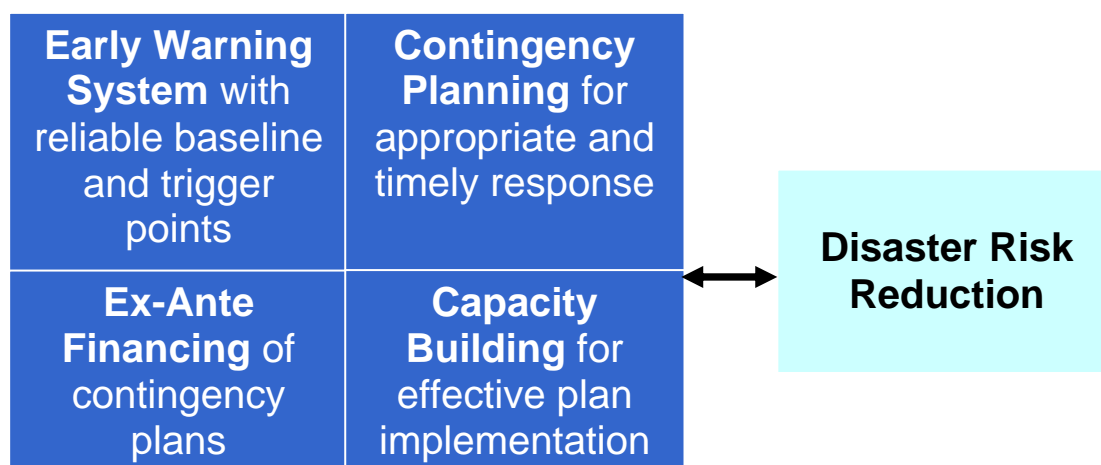 Early Warning
System with
reliable baseline
and trigger
points
Contingency
Planning for
appropriate and
timely response
Ex-Ante
Financing of
contingency
plans
Capacity
Building for
effective plan
implementation
Disaster Risk
Reduction